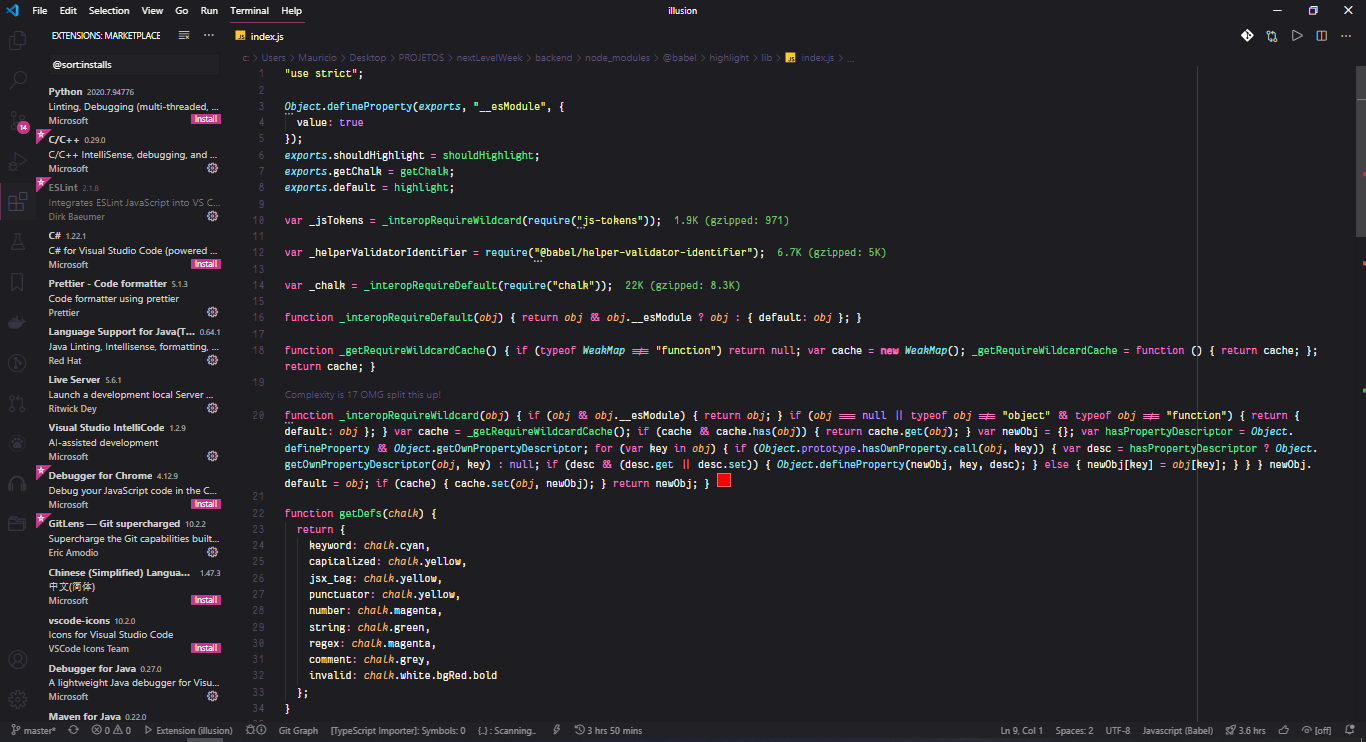 File Edit Selection View Go Run Terminal Help
illusion
EXTENSIONS: MARKETPLACE
@sort:installs
Python 2020.7.94776
Linting, Debugging (multi-threaded, ...
Microsoft Install
C/C++ 0.29.0
C/C++ IntelliSense, debugging, and ...
Microsoft
ESLint 2.1.8
Integrates ESLint JavaScript into VS C...
Dirk Baeumer
C# 1.22.1
C# for Visual Studio Code (powered ...
Microsoft Install
Prettier - Code formatter 5.1.3
Code formatter using prettier
Prettier
Language Support for Java(T... 0.64.1
Java Linting, Intellisense, formatting, ...
Red Hat
Live Server 5.6.1
Launch a development local Server ...
Ritwick Dey
Visual Studio IntelliCode 1.2.9
AI-assisted development
Microsoft
Debugger for Chrome 4.12.9
Debug your JavaScript code in the C...
Microsoft Install
GitLens — Git supercharged 10.2.2
Supercharge the Git capabilities built...
Eric Amodio
Chinese (Simplified) Langua... 1.47.3
中文(简体)
Microsoft Install
vscode-icons 10.2.0
Icons for Visual Studio Code
VSCode Icons Team Install
Debugger for Java 0.27.0
A lightweight Java debugger for Visu...
Microsoft
Maven for Java 0.22.0
14
JS index.js
c: > Users > Mauricio > Desktop > PROJETOS > nextLevelWeek > backend > node_modules > @babel > highlight > lib > JS index.js > ...
1 "use strict";
2
3 Object.defineProperty(exports, "__esModule", {
4 value: true
5 });
6 exports.shouldHighlight = shouldHighlight;
7 exports.getChalk = getChalk;
8 exports.default = highlight;
9
10 var _jsTokens = _interopRequireWildcard(require("js-tokens")); 1.9K (gzipped: 971)
11
12 var _helperValidatorIdentifier = require("@babel/helper-validator-identifier"); 6.7K (gzipped: 5K)
13
14 var _chalk = _interopRequireDefault(require("chalk")); 22K (gzipped: 8.3K)
15
16 function _interopRequireDefault(obj) { return obj && obj.__esModule ? obj : { default: obj }; }
17
18 function _getRequireWildcardCache() { if (typeof WeakMap !== "function") return null; var cache = new WeakMap(); _getRequireWildcardCache = function () { return cache; };
return cache; }
19
Complexity is 17 OMG split this up!
20 function _interopRequireWildcard(obj) { if (obj && obj.__esModule) { return obj; } if (obj === null || typeof obj !== "object" && typeof obj !== "function") { return {
default: obj }; } var cache = _getRequireWildcardCache(); if (cache && cache.has(obj)) { return cache.get(obj); } var newObj = {}; var hasPropertyDescriptor = Object.
defineProperty && Object.getOwnPropertyDescriptor; for (var key in obj) { if (Object.prototype.hasOwnProperty.call(obj, key)) { var desc = hasPropertyDescriptor ? Object.
getOwnPropertyDescriptor(obj, key) : null; if (desc && (desc.get || desc.set)) { Object.defineProperty(newObj, key, desc); } else { newObj[key] = obj[key]; } } } newObj.
default = obj; if (cache) { cache.set(obj, newObj); } return newObj; }
21
22 function getDefs(chalk) {
23 return {
24 keyword: chalk.cyan,
25 capitalized: chalk.yellow,
26 jsx_tag: chalk.yellow,
27 punctuator: chalk.yellow,
28 number: chalk.magenta,
29 string: chalk.green,
30 regex: chalk.magenta,
31 comment: chalk.grey,
32 invalid: chalk.white.bgRed.bold
33 };
34 }
master* 0 0 Extension (illusion) Git Graph [TypeScript Importer]: Symbols: 0 {..} : Scanning.. 3 hrs 50 mins Ln 9, Col 1 Spaces: 2 UTF-8 Javascript (Babel) 3.6 hrs [off]